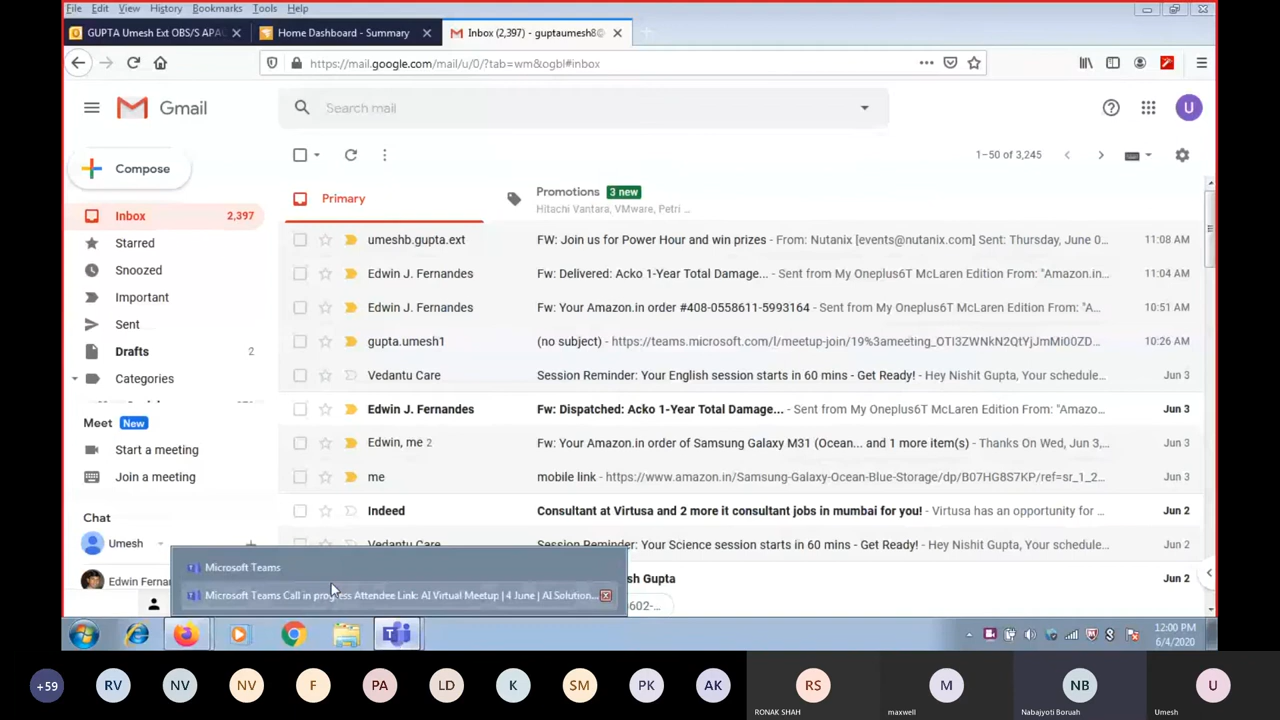 File Edit View History Bookmarks Tools Help
GUPTA Umesh Ext OBS/S APAC
Home Dashboard - Summary
Inbox (2,397) - guptaumesh8@
https://mail.google.com/mail/u/0/?tab=wm&ogbl#inbox
Gmail
Search mail
Compose
1–50 of 3,245
Inbox 2,397
Starred
Snoozed
Important
Sent
Drafts 2
Categories
Meet New
Start a meeting
Join a meeting
Chat
Umesh
Edwin Fernan
Primary
Promotions 3 new
Hitachi Vantara, VMware, Petri ...
umeshb.gupta.ext FW: Join us for Power Hour and win prizes - From: Nutanix [events@nutanix.com] Sent: Thursday, June 0... 11:08 AM
Edwin J. Fernandes Fw: Delivered: Acko 1-Year Total Damage... - Sent from My Oneplus6T McLaren Edition From: "Amazon.in... 11:04 AM
Edwin J. Fernandes Fw: Your Amazon.in order #408-0558611-5993164 - Sent from My Oneplus6T McLaren Edition From: "A... 10:51 AM
gupta.umesh1 (no subject) - https://teams.microsoft.com/l/meetup-join/19%3ameeting_OTI3ZWNkN2QtYjJmMi00ZD... 10:26 AM
Vedantu Care Session Reminder: Your English session starts in 60 mins - Get Ready! - Hey Nishit Gupta, Your schedule... Jun 3
Edwin J. Fernandes Fw: Dispatched: Acko 1-Year Total Damage... - Sent from My Oneplus6T McLaren Edition From: "Amazo... Jun 3
Edwin, me 2 Fw: Your Amazon.in order of Samsung Galaxy M31 (Ocean... and 1 more item(s) - Thanks On Wed, Jun 3,... Jun 3
me mobile link - https://www.amazon.in/Samsung-Galaxy-Ocean-Blue-Storage/dp/B07HG8S7KP/ref=sr_1_2... Jun 3
Indeed Consultant at Virtusa and 2 more it consultant jobs in mumbai for you! - Virtusa has an opportunity for ... Jun 2
Vedantu Care Session Reminder: Your Science session starts in 60 mins - Get Ready! - Hey Nishit Gupta, Your schedul... Jun 2
sh Gupta Jun 2
602-
Microsoft Teams
Microsoft Teams Call in progress Attendee Link: AI Virtual Meetup | 4 June | AI Solution...
12:00 PM
6/4/2020
+59 RV NV NV F PA LD K SM PK AK RS M NB U
RONAK SHAH maxwell Nabajyoti Boruah Umesh